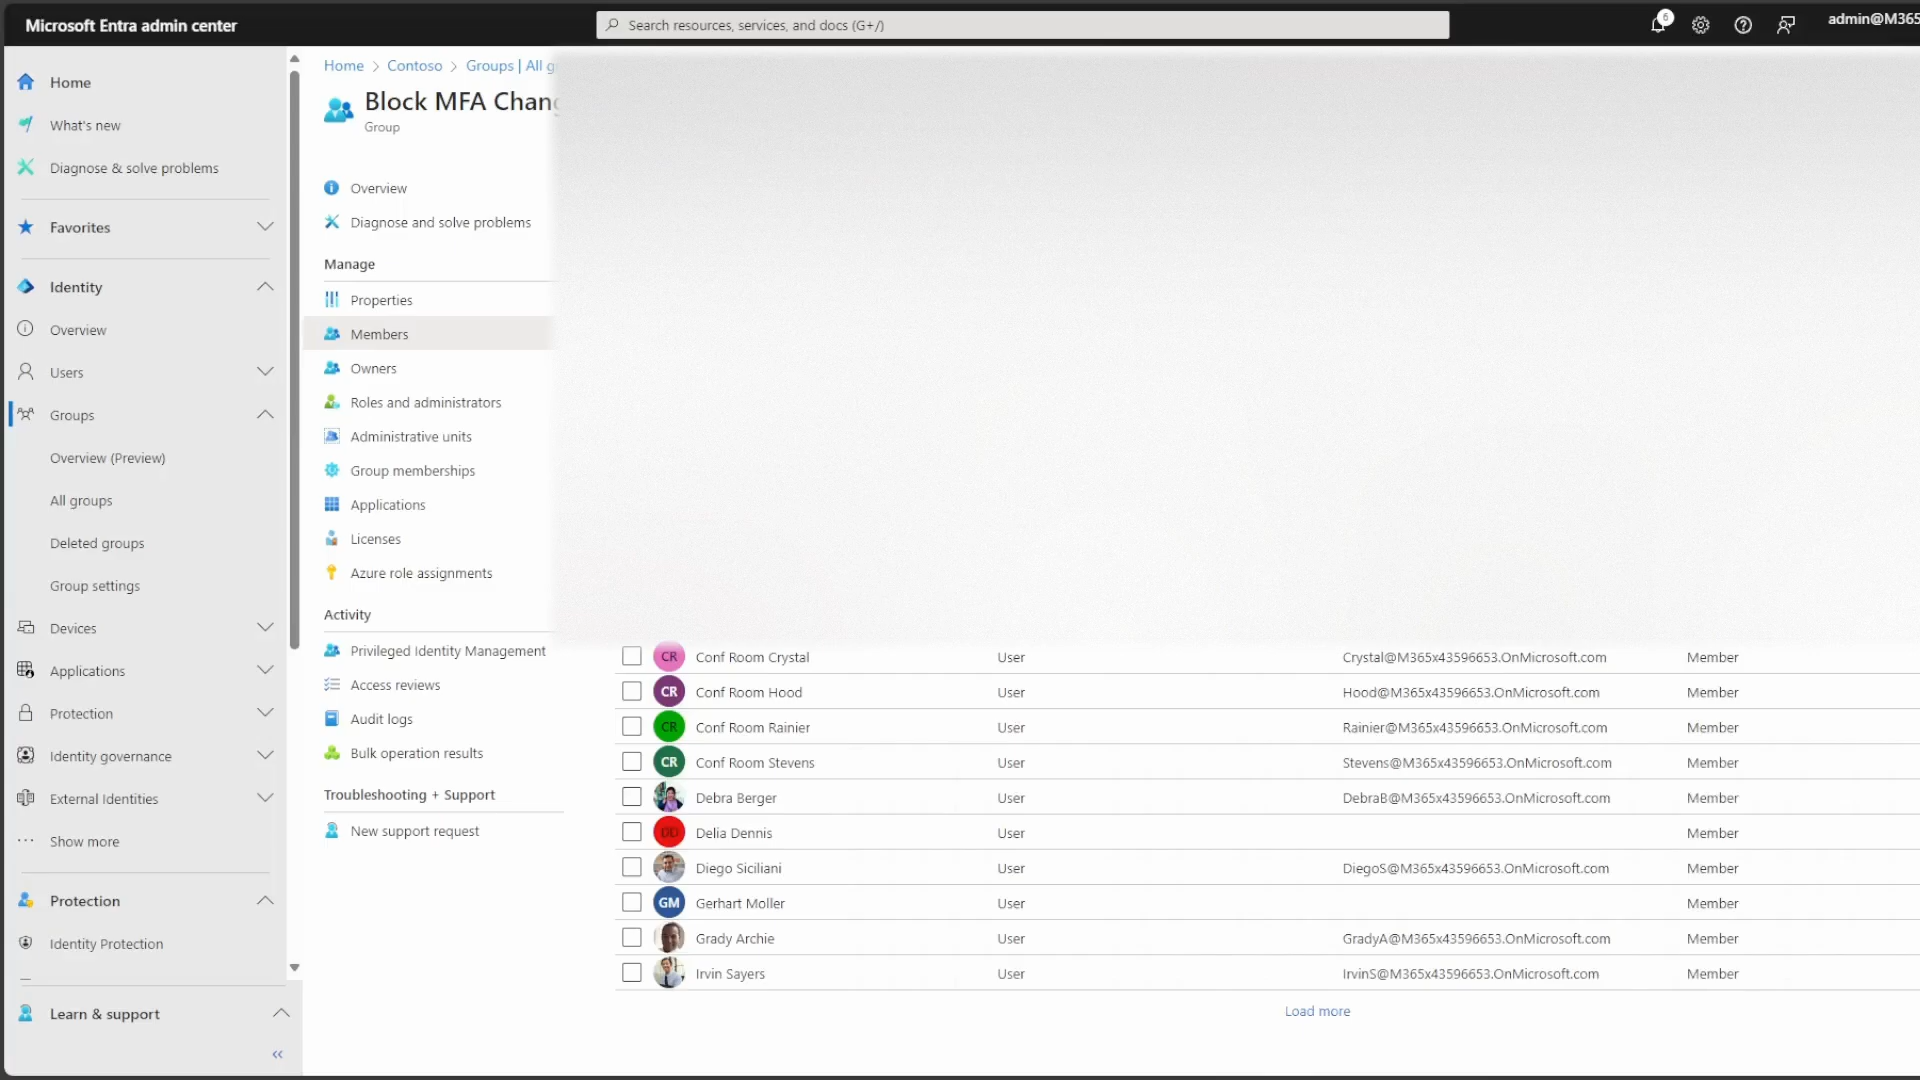 Microsoft Entra admin center
Search resources, services, and docs (G+/)
6
admin@M365
Home
What's new
Diagnose & solve problems
Favorites
Identity
Overview
Users
Groups
Overview (Preview)
All groups
Deleted groups
Group settings
Devices
Applications
Protection
Identity governance
External Identities
Show more
Protection
Identity Protection
Learn & support
Home > Contoso > Groups | All g
Block MFA Chang
Group
Overview
Diagnose and solve problems
Manage
Properties
Members
Owners
Roles and administrators
Administrative units
Group memberships
Applications
Licenses
Azure role assignments
Activity
Privileged Identity Management
Access reviews
Audit logs
Bulk operation results
Troubleshooting + Support
New support request
CR Conf Room Crystal User Crystal@M365x43596653.OnMicrosoft.com Member
CR Conf Room Hood User Hood@M365x43596653.OnMicrosoft.com Member
CR Conf Room Rainier User Rainier@M365x43596653.OnMicrosoft.com Member
CR Conf Room Stevens User Stevens@M365x43596653.OnMicrosoft.com Member
Debra Berger User DebraB@M365x43596653.OnMicrosoft.com Member
DD Delia Dennis User Member
Diego Siciliani User DiegoS@M365x43596653.OnMicrosoft.com Member
GM Gerhart Moller User Member
Grady Archie User GradyA@M365x43596653.OnMicrosoft.com Member
Irvin Sayers User IrvinS@M365x43596653.OnMicrosoft.com Member
Load more